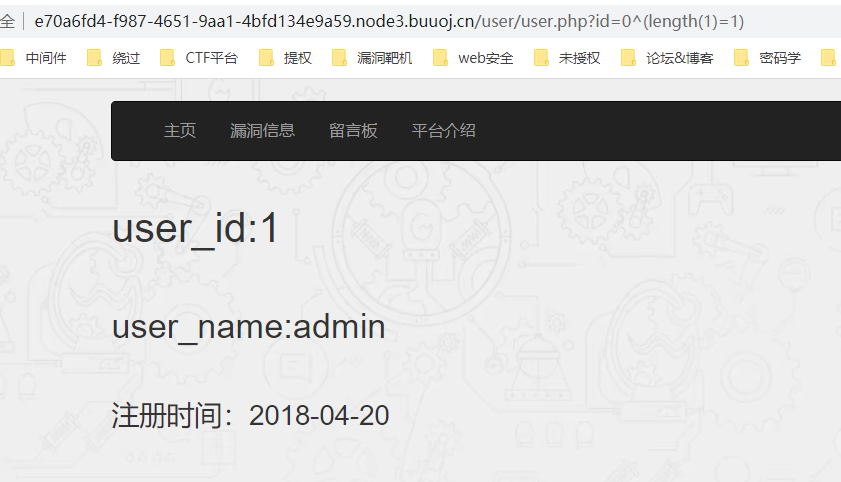 全 e70a6fd4-f987-4651-9aa1-4bfd134e9a59.node3.buuoj.cn/user/user.php?id=0^(length(1)=1)
中间件 绕过 CTF平台 提权 漏洞靶机 web安全 未授权 论坛&博客 密码学
主页 漏洞信息 留言板 平台介绍
user_id:1
user_name:admin
注册时间：2018-04-20